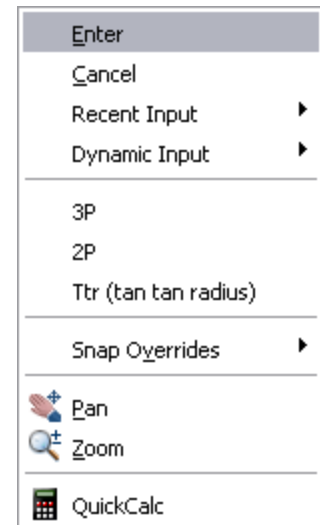 Enter
Cancel
Recent Input
Dynamic Input
3P
2P
Ttr (tan tan radius)
Snap Overrides
Pan
Zoom
QuickCalc